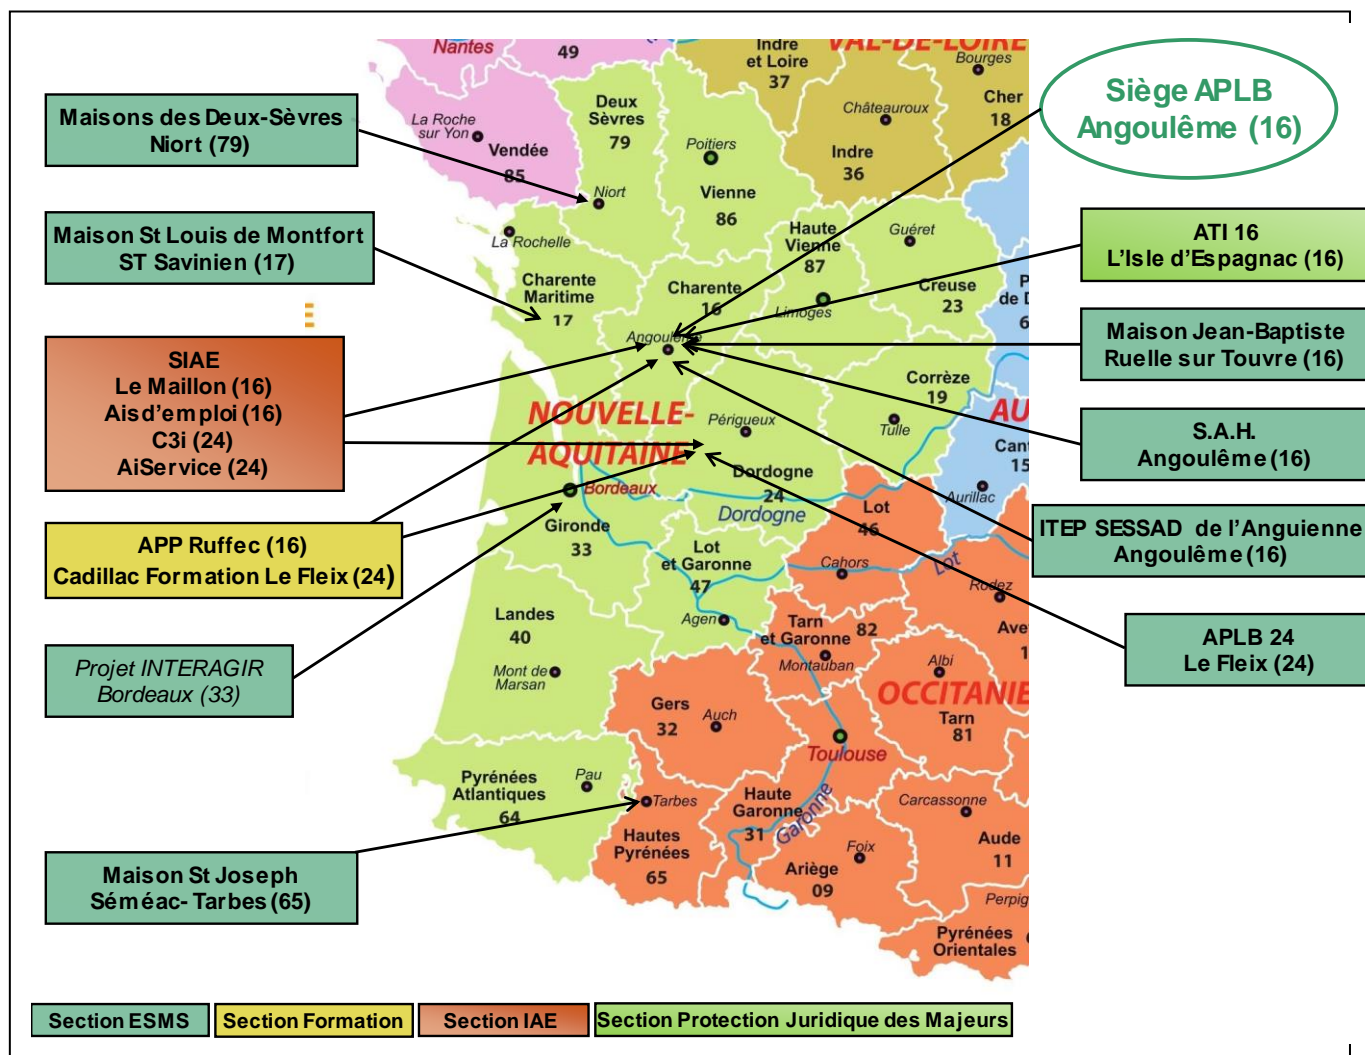 Siège APLB
Angoulême (16)
Maisons des Deux-Sèvres
Niort (79)
Maison St Louis de Montfort
ST Savinien (17)
SIAE
Le Maillon (16)
Ais d'emploi (16)
C3i (24)
AiService (24)
APP Ruffec (16)
Cadillac Formation Le Fleix (24)
Projet INTERAGIR
Bordeaux (33)
Maison St Joseph
Séméac- Tarbes (65)
ATI 16
L'Isle d'Espagnac (16)
Maison Jean-Baptiste
Ruelle sur Touvre (16)
S.A.H.
Angoulême (16)
ITEP SESSAD de l'Anguienne
Angoulême (16)
APLB 24
Le Fleix (24)
Nantes
49
Indre
et Loire
37
VAL-DE-LOIRE
Bourges
Cher
18
Châteauroux
Indre
36
La Roche
sur Yon
Vendée
85
Deux
Sèvres
79
Niort
Poitiers
Vienne
86
La Rochelle
Charente
Maritime
17
Charente
16
Angoulême
Haute
Vienne
87
Limoges
Guéret
Creuse
23
Corrèze
19
Tulle
NOUVELLE-
AQUITAINE
Périgueux
Dordogne
24
Dordogne
Bordeaux
Gironde
33
Lot
46
Cahors
Lot
Aurillac
15
Lot
et Garonne
47
Agen
Rodez
Landes
40
Mont de
Marsan
Tarn
et Garonne
82
Montauban
Albi
OCCITANIE
Tarn
81
Gers
32
Auch
Toulouse
Pyrénées
Atlantiques
64
Pau
Tarbes
Hautes
Pyrénées
65
Haute
Garonne
31
Garonne
Carcassonne
Aude
11
Foix
Ariège
09
Pyrénées
Orientales
Section ESMS
Section Formation
Section IAE
Section Protection Juridique des Majeurs